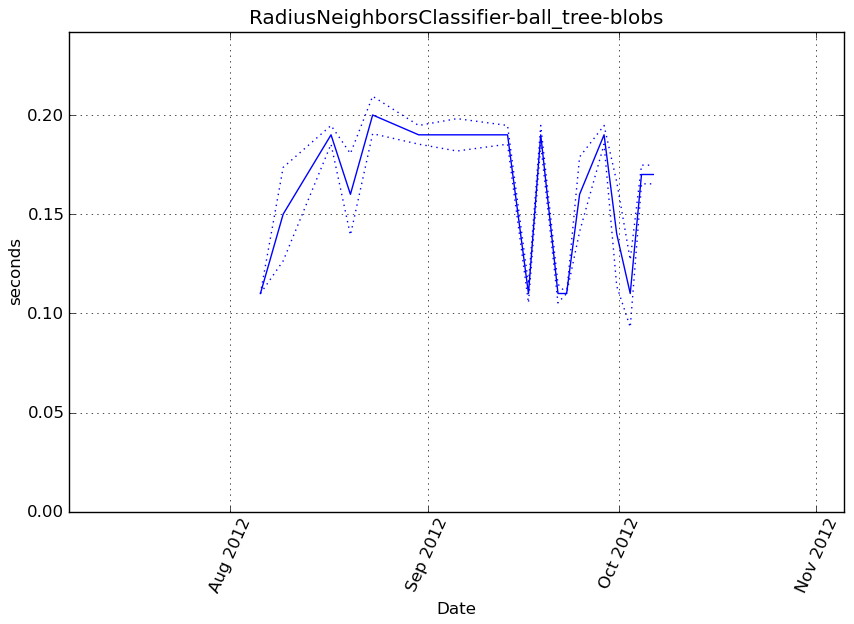 RadiusNeighborsClassifier-ball_tree-blobs
0.20
0.15
0.10
0.05
0.00
seconds
Aug 2012
Sep 2012
Oct 2012
Nov 2012
Date